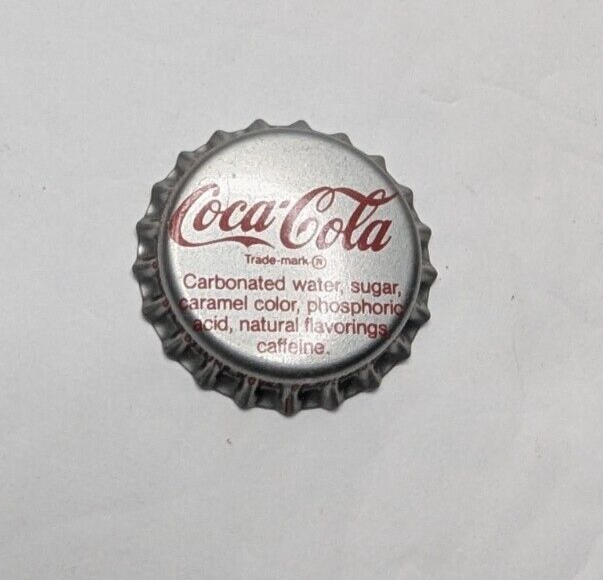 Coca-Cola
Trade-mark ®
Carbonated water, sugar,
caramel color, phosphoric
acid, natural flavorings,
caffeine.